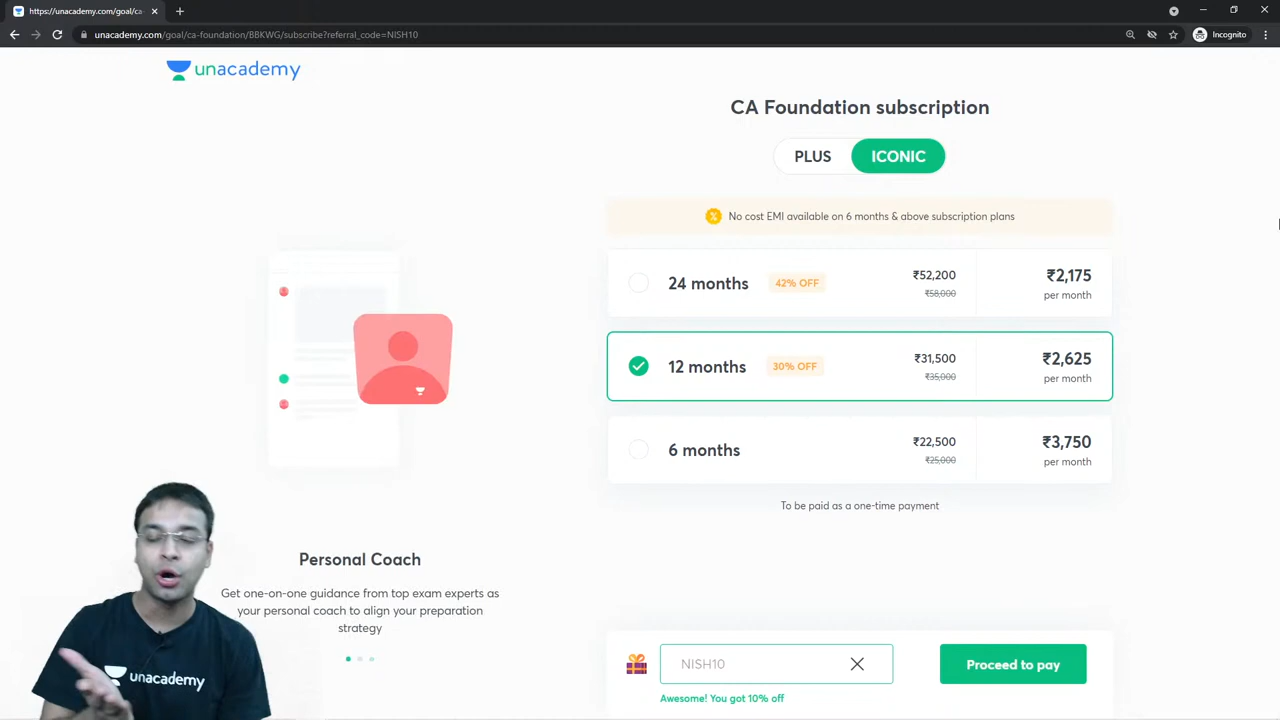 https://unacademy.com/goal/ca-
unacademy.com/goal/ca-foundation/BBKWG/subscribe?referral_code=NISH10
Incognito
unacademy
CA Foundation subscription
PLUS
ICONIC
No cost EMI available on 6 months & above subscription plans
24 months
42% OFF
₹52,200
₹58,000
₹2,175
per month
12 months
30% OFF
₹31,500
₹35,000
₹2,625
per month
6 months
₹22,500
₹25,000
₹3,750
per month
To be paid as a one-time payment
Personal Coach
Get one-on-one guidance from top exam experts as
your personal coach to align your preparation
strategy
NISH10
Proceed to pay
Awesome! You got 10% off
unacademy